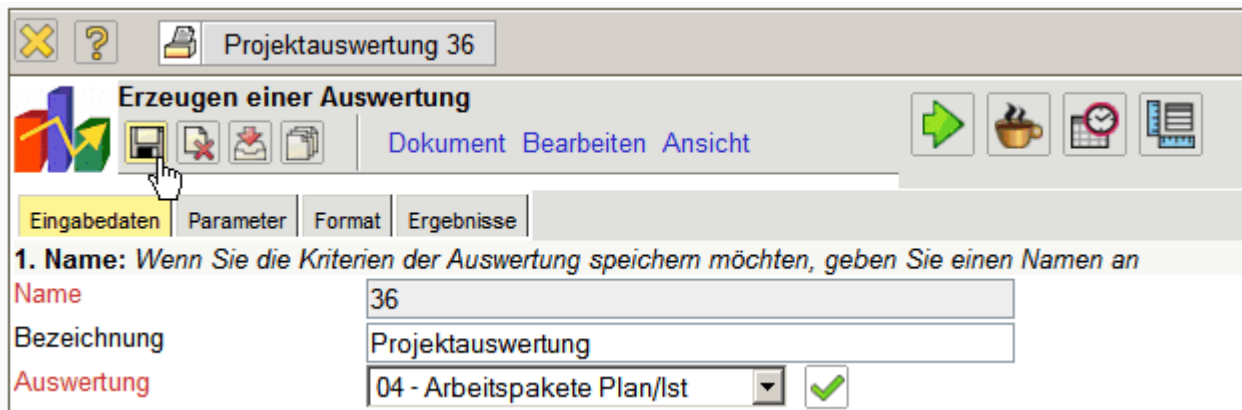 Projektauswertung 36
Erzeugen einer Auswertung
Dokument Bearbeiten Ansicht
Eingabedaten Parameter Format Ergebnisse
1. Name: Wenn Sie die Kriterien der Auswertung speichern möchten, geben Sie einen Namen an
Name 36
Bezeichnung Projektauswertung
Auswertung 04 - Arbeitspakete Plan/Ist